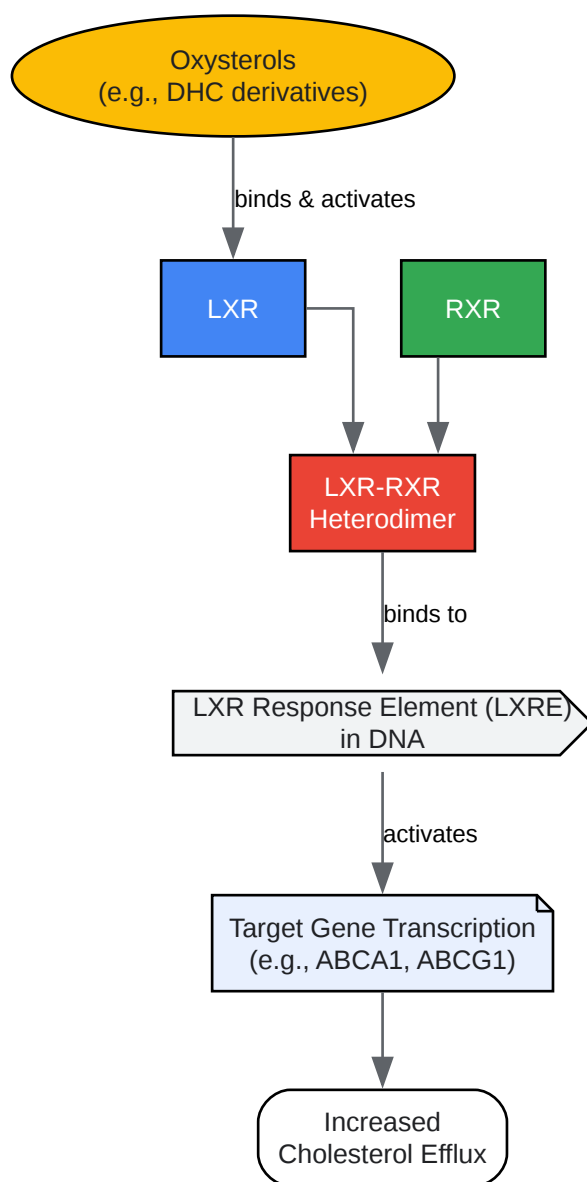 Oxysterols
(e.g., DHC derivatives)
binds & activates
LXR
RXR
LXR-RXR
Heterodimer
binds to
LXR Response Element (LXRE)
in DNA
activates
Target Gene Transcription
(e.g., ABCA1, ABCG1)
Increased
Cholesterol Efflux